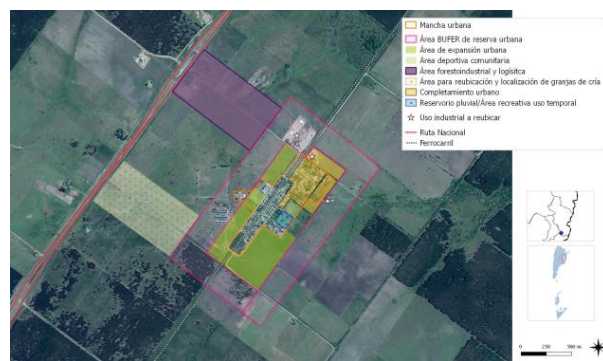 Mancha urbana
Área BUFER de reserva urbana
Área de expansión urbana
Área deportiva comunitaria
Área forestoindustrial y logísitca
Área para reubicación y localización de granjas de cría
Completamiento urbano
Reservorio pluvial/Área recreativa uso temporal
Uso industrial a reubicar
Ruta Nacional
Ferrocarril
0 250 500 m